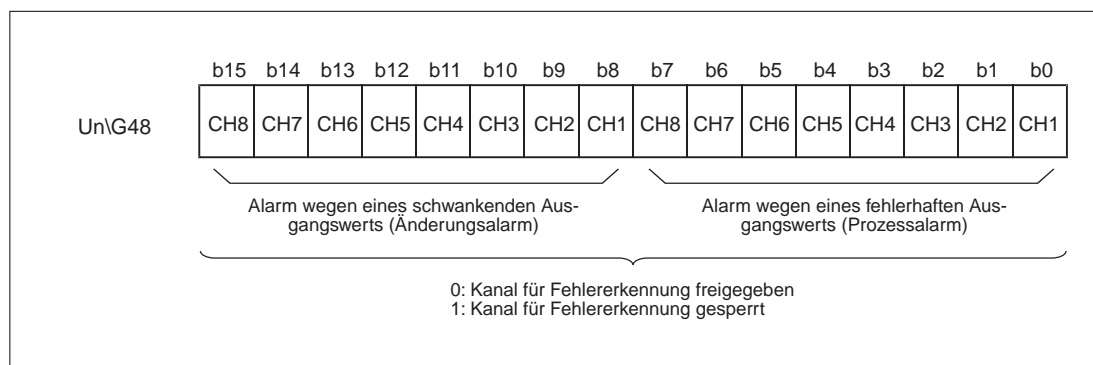 b15 b14 b13 b12 b11 b10 b9 b8 b7 b6 b5 b4 b3 b2 b1 b0
Un\G48 CH8 CH7 CH6 CH5 CH4 CH3 CH2 CH1 CH8 CH7 CH6 CH5 CH4 CH3 CH2 CH1
Alarm wegen eines schwankenden Aus-
gangswerts (Änderungsalarm)
Alarm wegen eines fehlerhaften Aus-
gangswerts (Prozessalarm)
0: Kanal für Fehlererkennung freigegeben
1: Kanal für Fehlererkennung gesperrt